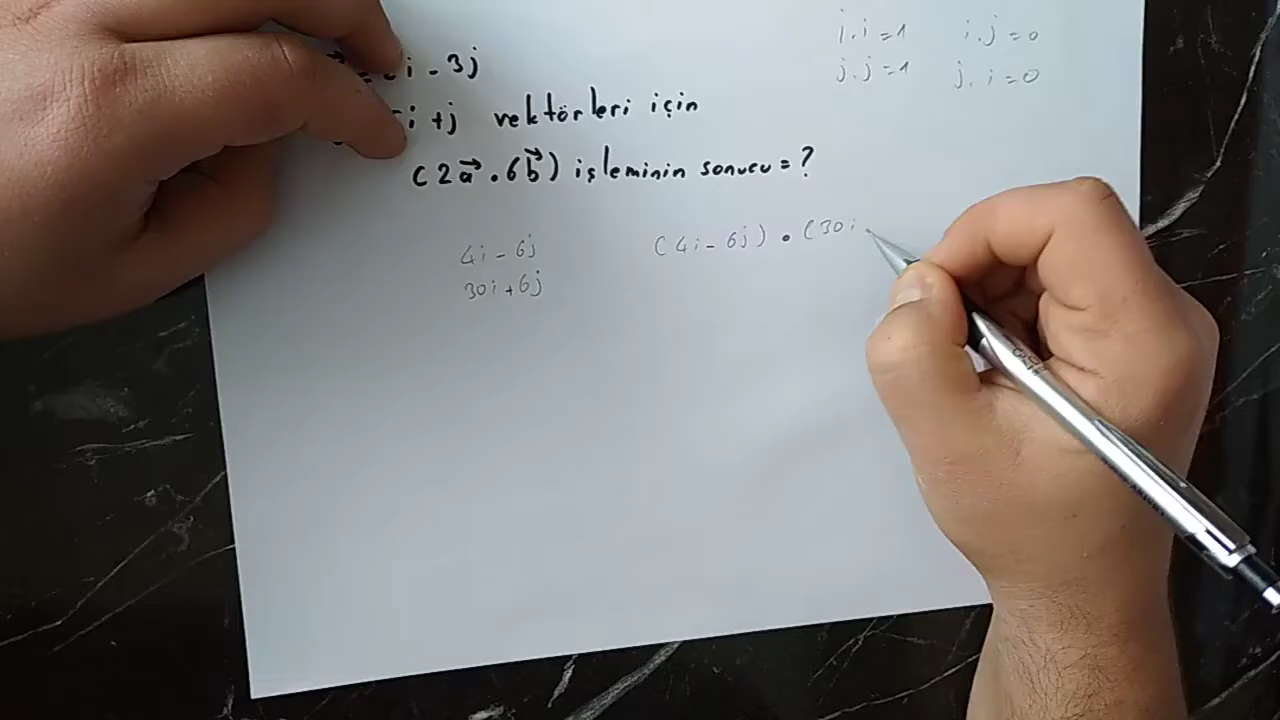 i - 3j
i + j vektörleri için
(2a⃗ . 6b⃗) işleminin sonucu = ?
i . i = 1 i . j = 0
j . j = 1 j . i = 0
4i - 6j (4i - 6j) . (30i
30i + 6j